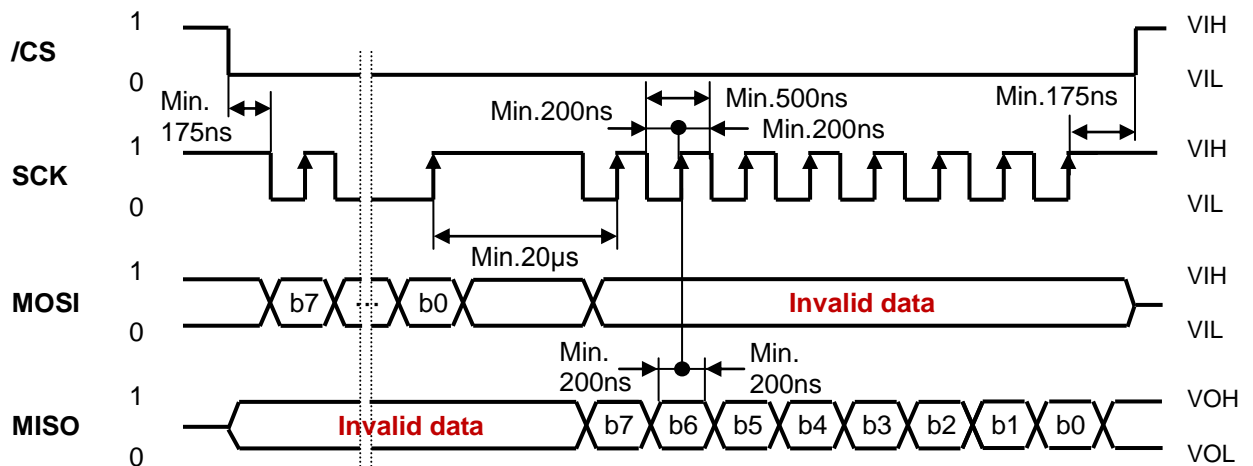 1 VIH
/CS
0 VIL
Min. 175ns
Min.200ns
Min.500ns
Min.200ns
Min.175ns
1 VIH
SCK
0 VIL
Min.20µs
1 VIH
MOSI b7 ... b0 Invalid data
0 VIL
Min. 200ns
Min. 200ns
1 VOH
MISO Invalid data b7 b6 b5 b4 b3 b2 b1 b0
0 VOL